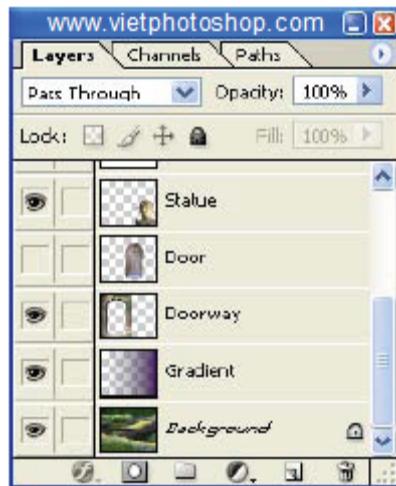 www.vietphotoshop.com
Layers Channels Paths
Pass Through Opacity: 100%
Lock: Fill: 100%
Statue
Door
Doorway
Gradient
Background